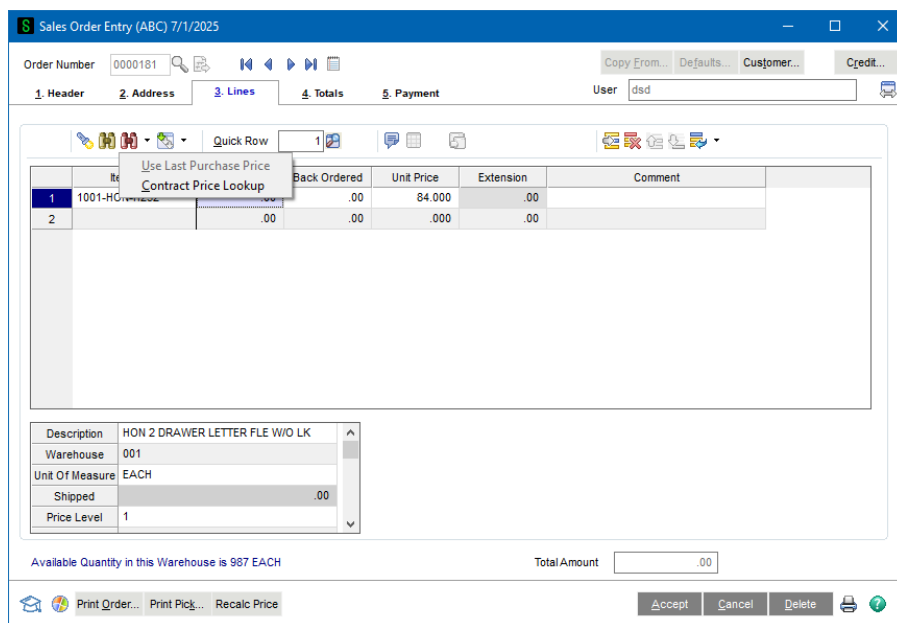 S Sales Order Entry (ABC) 7/1/2025
Order Number 0000181 Copy From... Defaults... Customer... Credit...
1. Header 2. Address 3. Lines 4. Totals 5. Payment User dsd
Quick Row 1
Use Last Purchase Price
Contract Price Lookup
Back Ordered Unit Price Extension Comment
1 .00 .00 84.000 .00
2 .00 .00 .000 .00
Description HON 2 DRAWER LETTER FLE W/O LK
Warehouse 001
Unit Of Measure EACH
Shipped .00
Price Level 1
Available Quantity in this Warehouse is 987 EACH Total Amount .00
Print Order... Print Pick... Recalc Price Accept Cancel Delete